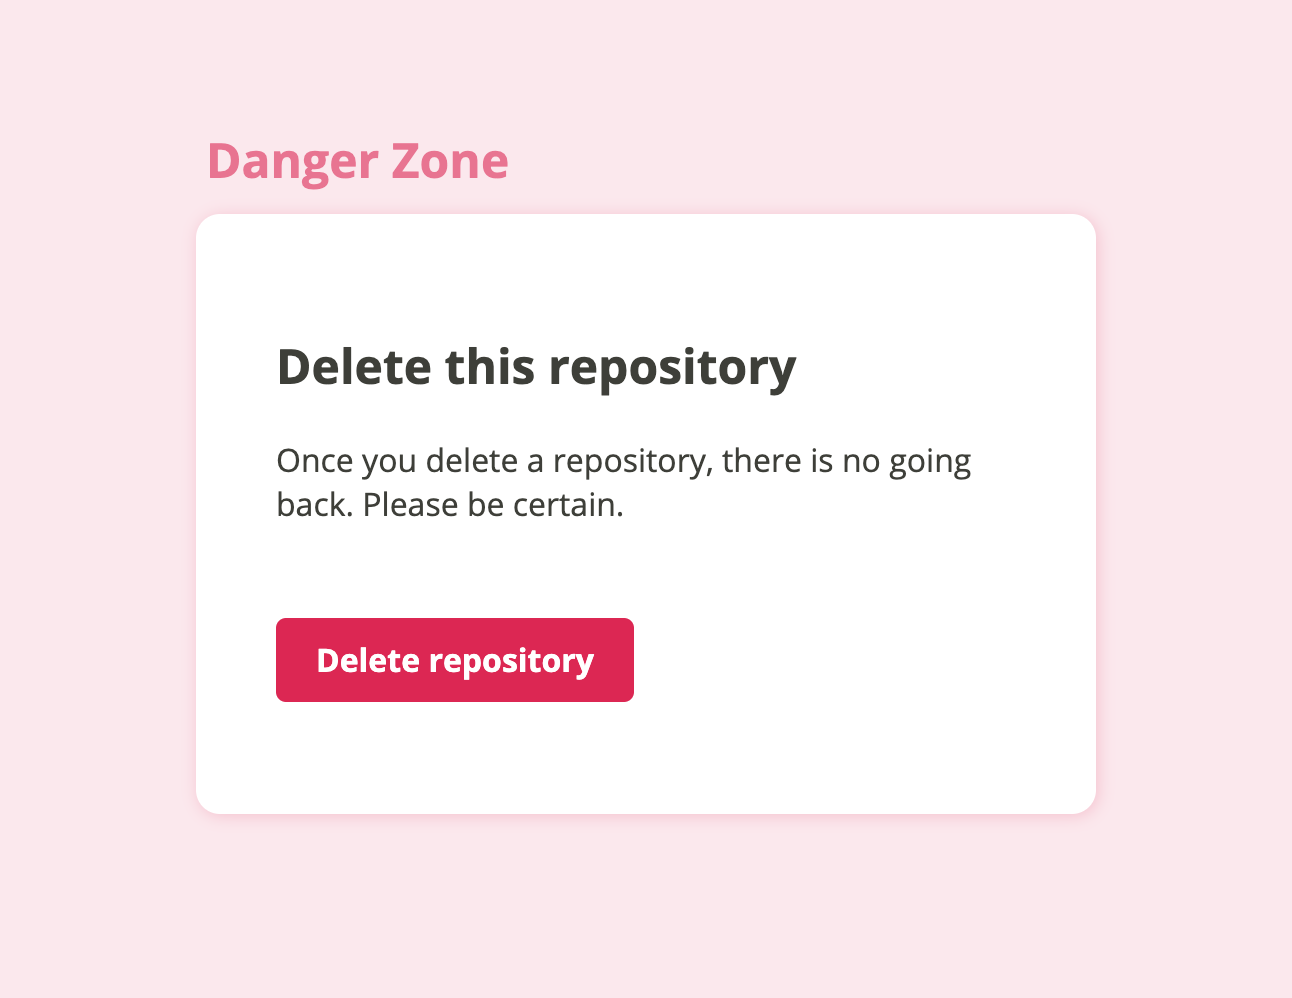 Danger Zone
Delete this repository
Once you delete a repository, there is no going
back. Please be certain.
Delete repository